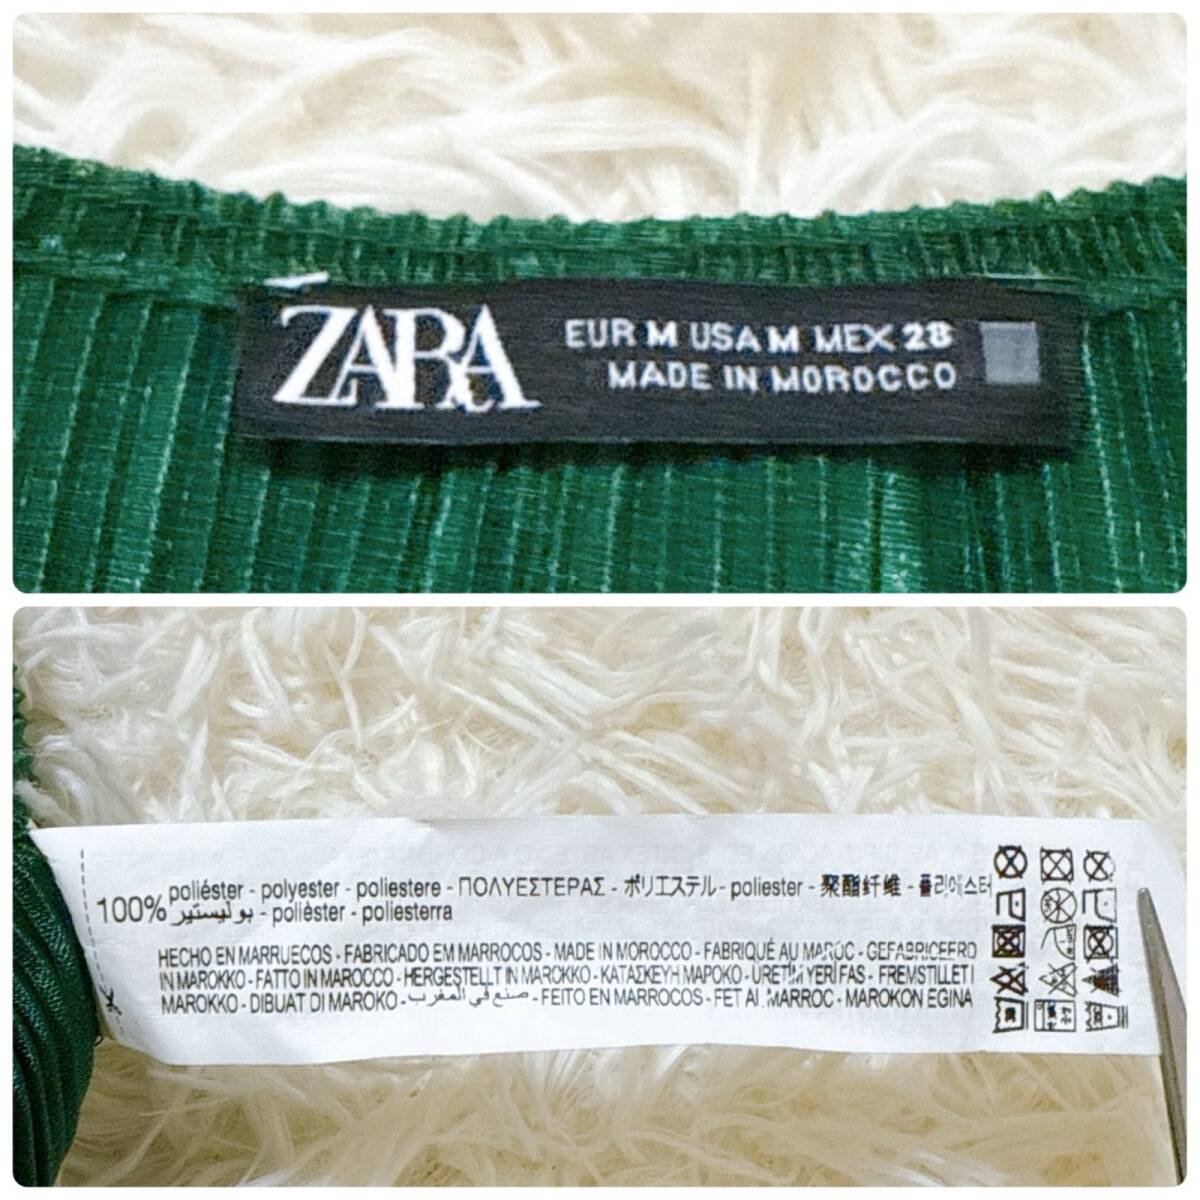 ZARA
EUR M USA M MEX 28
MADE IN MOROCCO
100%
poliéster - polyester - poliestere - ΠΟΛΥΕΣΤΕΡΑΣ - ポリエステル - poliester - 聚酯纤维 - 폴리에스터
بوليستير - polièster - poliesterra
HECHO EN MARRUECOS - FABRICADO EM MARROCOS - MADE IN MOROCCO - FABRIQUÉ AU MAROC - GEFABRICEERD
IN MAROKKO - FATTO IN MAROCCO - HERGESTELLT IN MAROKKO - ΚΑΤΑΣΚΕΥΗ ΜΑΡΟΚΟ - ÜRETİM YERİ FAS - FREMSTILLET I
MAROKKO - DIBUAT DI MAROKO - صنع في المغرب - FEITO EN MARROCOS - FET AL MARROC - MAROKON EGINA